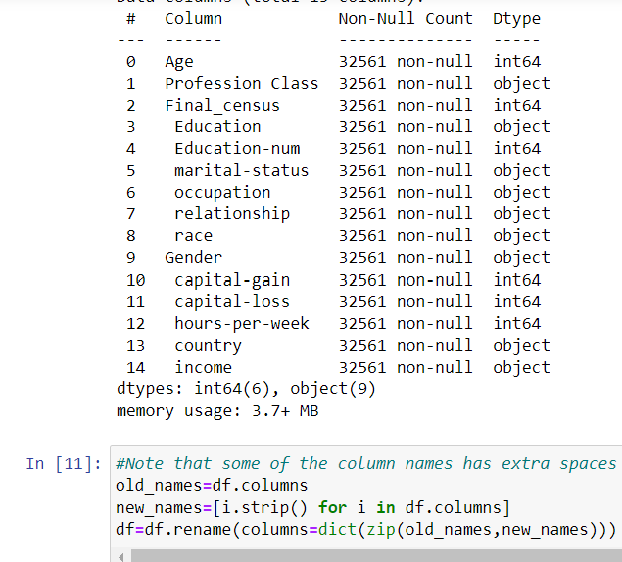 Data columns (total 15 columns):
 #   Column            Non-Null Count  Dtype
---  ------            --------------  -----
 0   Age               32561 non-null  int64
 1   Profession Class  32561 non-null  object
 2   Final_census      32561 non-null  int64
 3    Education        32561 non-null  object
 4    Education-num    32561 non-null  int64
 5    marital-status   32561 non-null  object
 6    occupation       32561 non-null  object
 7    relationship     32561 non-null  object
 8    race             32561 non-null  object
 9   Gender            32561 non-null  object
 10   capital-gain     32561 non-null  int64
 11   capital-loss     32561 non-null  int64
 12   hours-per-week   32561 non-null  int64
 13   country          32561 non-null  object
 14   income           32561 non-null  object
dtypes: int64(6), object(9)
memory usage: 3.7+ MB
In [11]: #Note that some of the column names has extra spaces
old_names=df.columns
new_names=[i.strip() for i in df.columns]
df=df.rename(columns=dict(zip(old_names,new_names)))